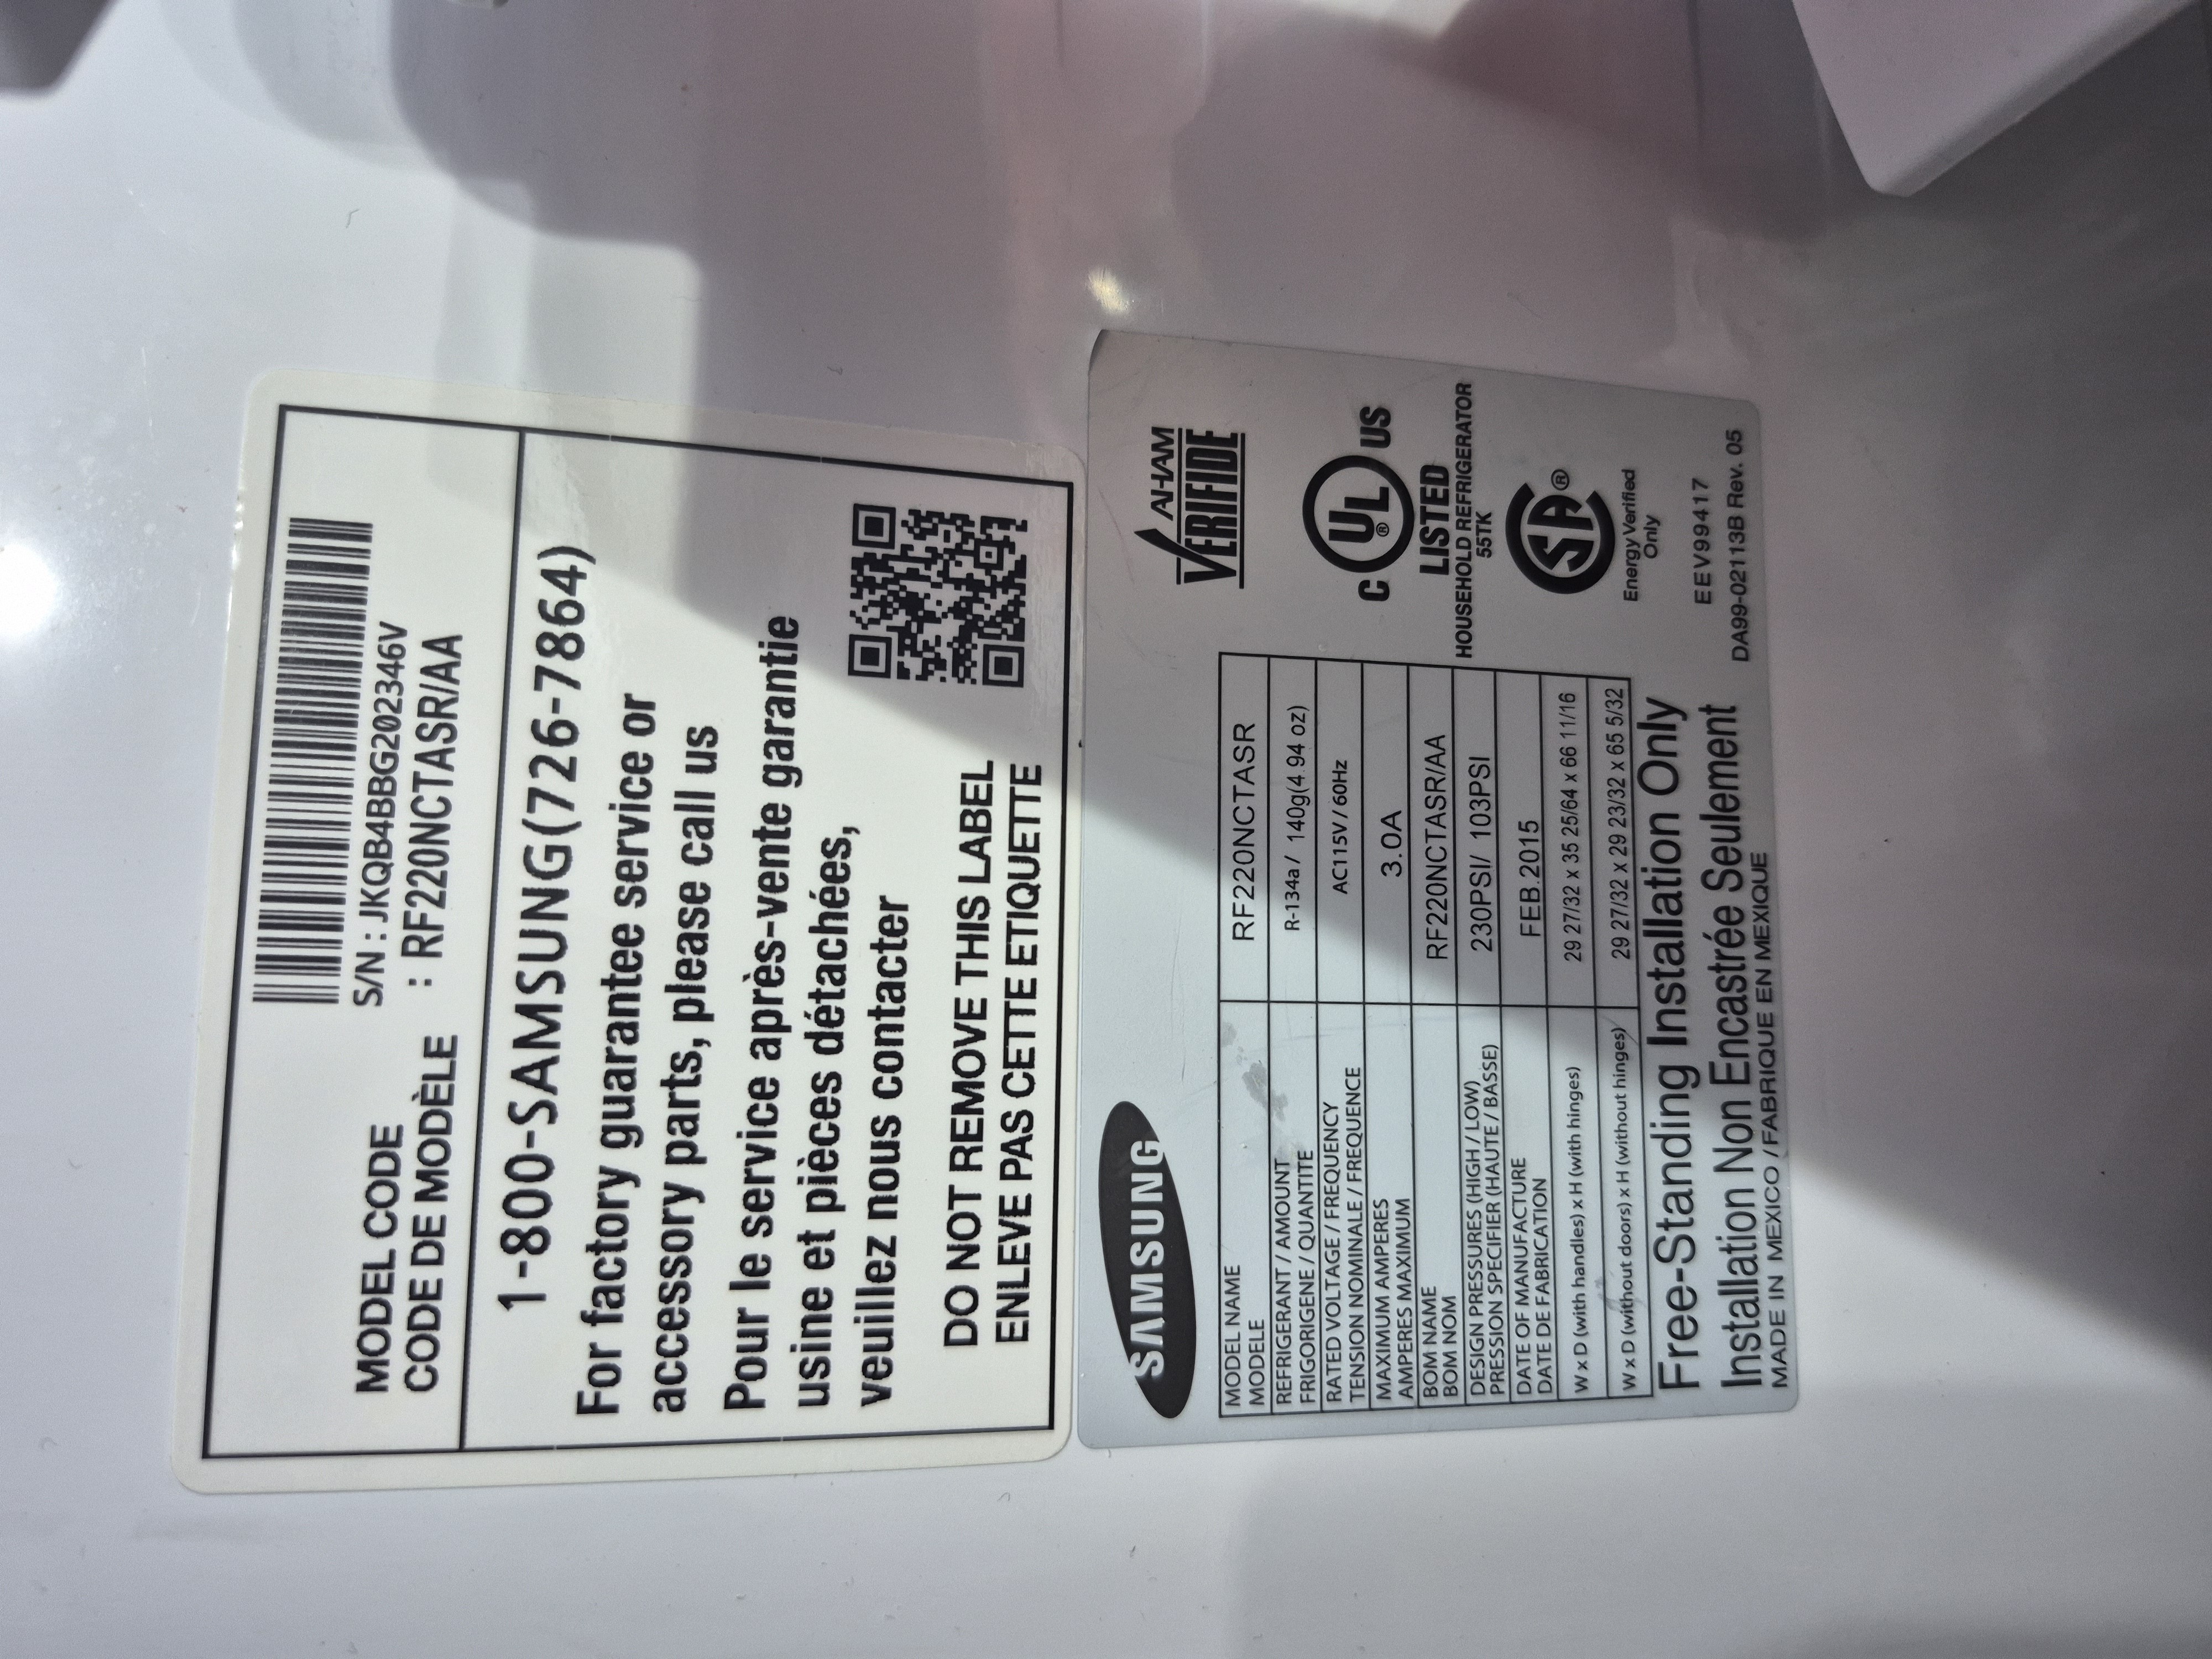 S/N : JKQB4BBG202346V
MODEL CODE
CODE DE MODÈLE : RF220NCTASR/AA
1-800-SAMSUNG(726-7864)
For factory guarantee service or
accessory parts, please call us
Pour le service après-vente garantie
usine et pièces détachées,
veuillez nous contacter
DO NOT REMOVE THIS LABEL
ENLEVE PAS CETTE ETIQUETTE
SAMSUNG
MODEL NAME
MODELE
RF220NCTASR
REFRIGERANT / AMOUNT
FRIGORIGENE / QUANTITE
R-134a / 140g(4.94 oz)
RATED VOLTAGE / FREQUENCY
TENSION NOMINALE / FREQUENCE
AC115V / 60Hz
MAXIMUM AMPERES
AMPERES MAXIMUM
3.0A
BOM NAME
BOM NOM
RF220NCTASR/AA
DESIGN PRESSURES (HIGH / LOW)
PRESSION SPECIFIER (HAUTE / BASSE)
230PSI/ 103PSI
DATE OF MANUFACTURE
DATE DE FABRICATION
FEB.2015
W x D (with handles) x H (with hinges)
29 27/32 x 35 25/64 x 66 11/16
W x D (without doors) x H (without hinges)
29 27/32 x 29 23/32 x 65 5/32
Free-Standing Installation Only
Installation Non Encastrée Seulement
MADE IN MEXICO / FABRIQUE EN MEXIQUE
AHAM
VERIFIDE
C UL ® US
LISTED
HOUSEHOLD REFRIGERATOR
55TK
SA ®
Energy Verified
Only
EEV99417
DA99-02113B Rev. 05